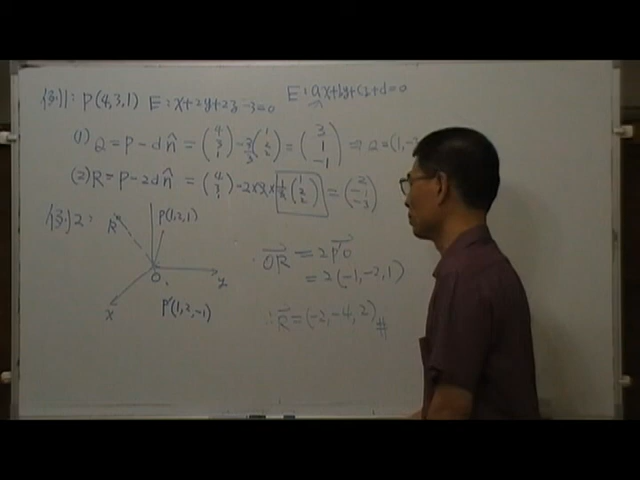 例1: P(4,3,1) E: x+2y+2z-3=0 E: ax+by+cz+d=0
(1) Q = P - dn̂ = (4 3 1) - 3/3 (1 2 2) = (3 1 -1) ⇒ Q=(1,-
(2) R = P - 2dn̂ = (4 3 1) - 2×3× 1/3 (1 2 2) = (2 -1 -3)
例2:
R
P(1,2,1)
O
y
x
P'(1,2,-1)
OR = 2P'O
= 2(-1,-2,1)
∴ R = (-2,-4,2)#